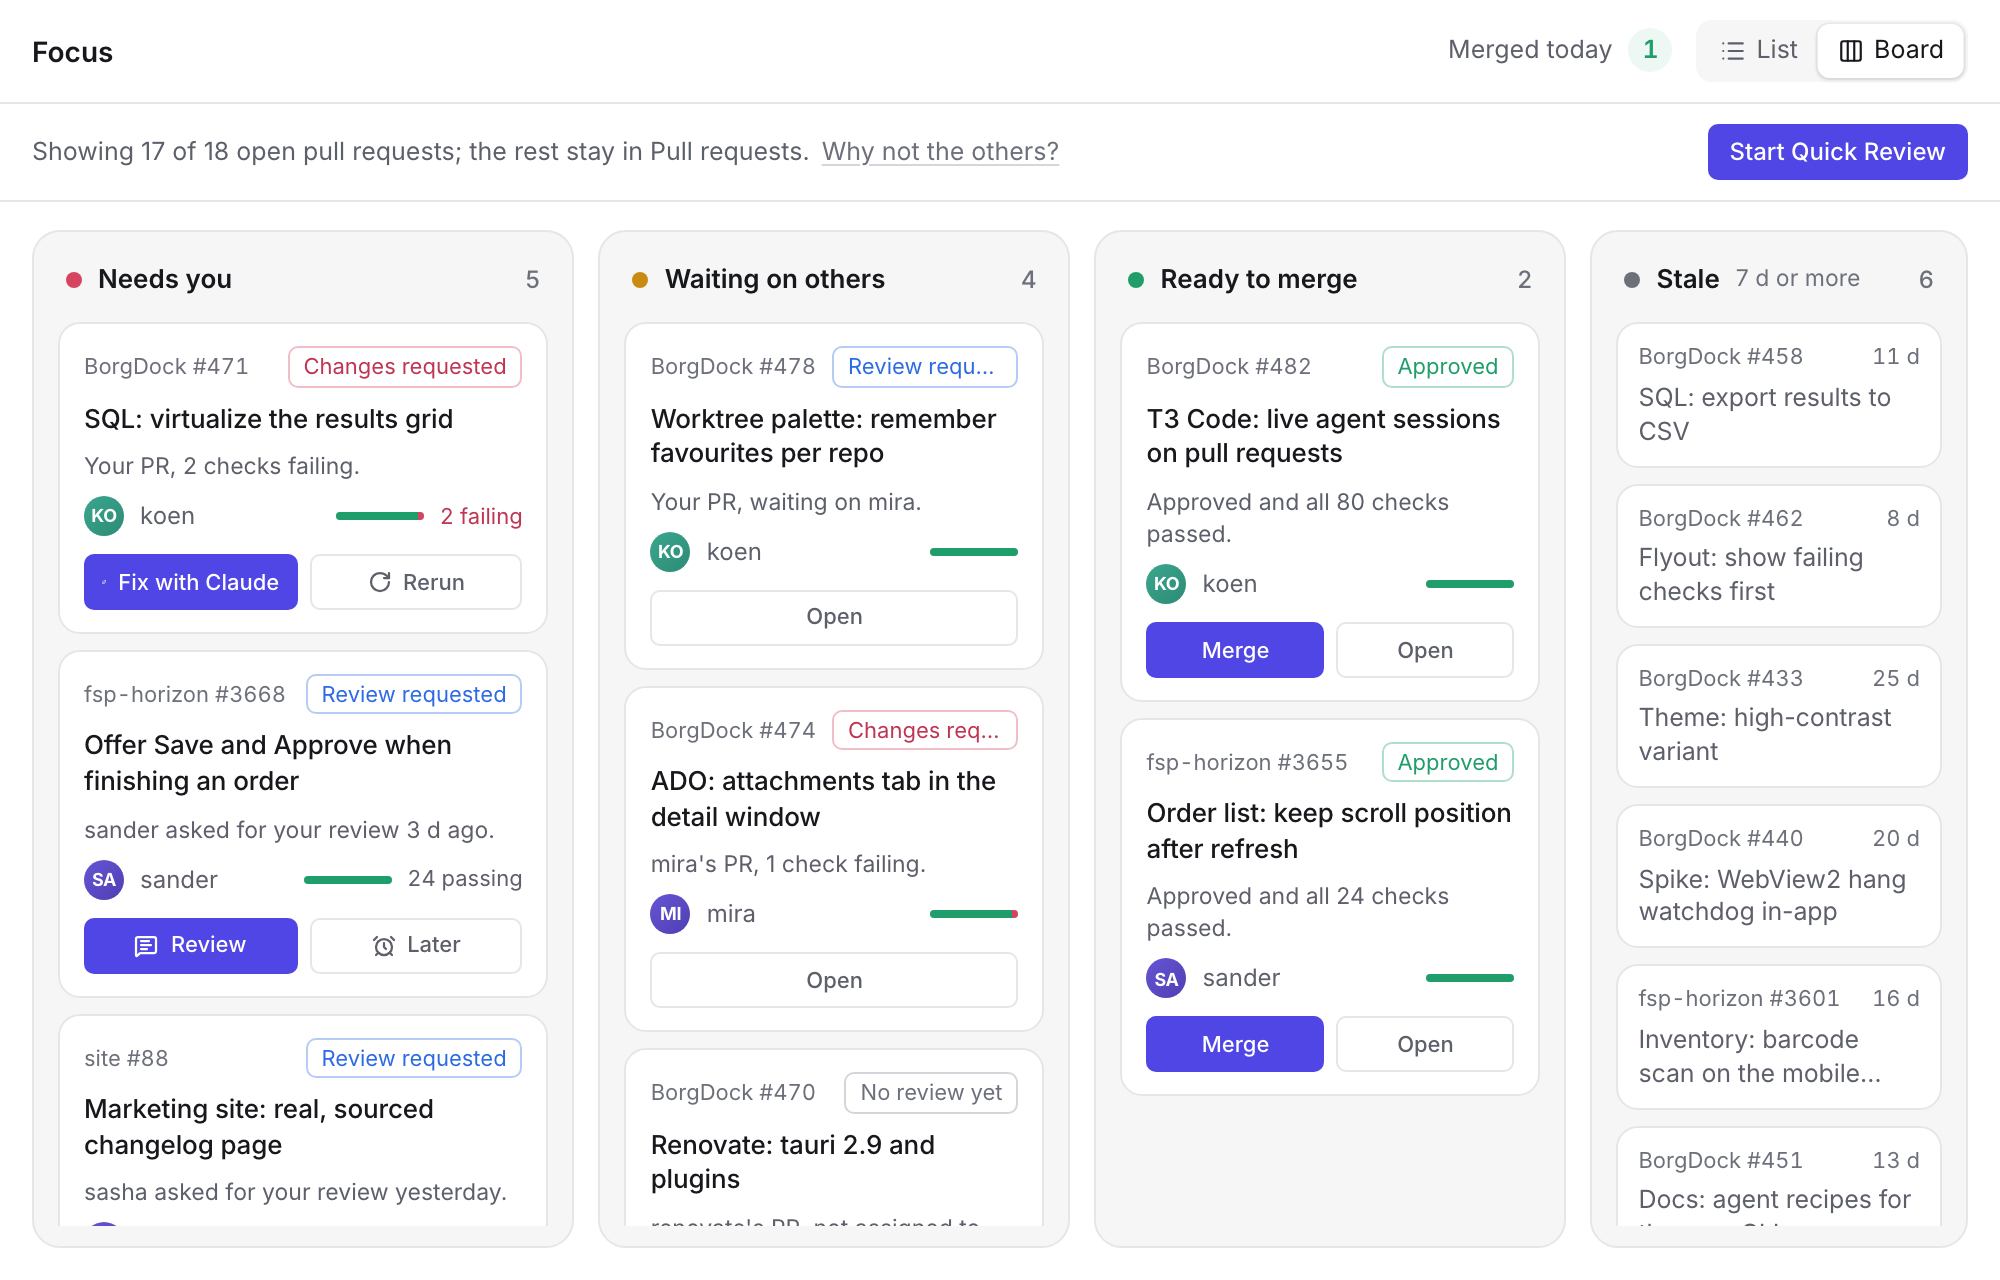 Focus
Merged today 1
List
Board
Showing 17 of 18 open pull requests; the rest stay in Pull requests. Why not the others?
Start Quick Review
Needs you 5
BorgDock #471 Changes requested
SQL: virtualize the results grid
Your PR, 2 checks failing.
KO koen 2 failing
Fix with Claude Rerun
fsp-horizon #3668 Review requested
Offer Save and Approve when
finishing an order
sander asked for your review 3 d ago.
SA sander 24 passing
Review Later
site #88 Review requested
Marketing site: real, sourced
changelog page
sasha asked for your review yesterday.
Waiting on others 4
BorgDock #478 Review requ...
Worktree palette: remember
favourites per repo
Your PR, waiting on mira.
KO koen
Open
BorgDock #474 Changes req...
ADO: attachments tab in the
detail window
mira's PR, 1 check failing.
MI mira
Open
BorgDock #470 No review yet
Renovate: tauri 2.9 and
plugins
renovate's PR, not assigned to
Ready to merge 2
BorgDock #482 Approved
T3 Code: live agent sessions
on pull requests
Approved and all 80 checks
passed.
KO koen
Merge Open
fsp-horizon #3655 Approved
Order list: keep scroll position
after refresh
Approved and all 24 checks
passed.
SA sander
Merge Open
Stale 7 d or more 6
BorgDock #458 11 d
SQL: export results to
CSV
BorgDock #462 8 d
Flyout: show failing
checks first
BorgDock #433 25 d
Theme: high-contrast
variant
BorgDock #440 20 d
Spike: WebView2 hang
watchdog in-app
fsp-horizon #3601 16 d
Inventory: barcode
scan on the mobile...
BorgDock #451 13 d
Docs: agent recipes for